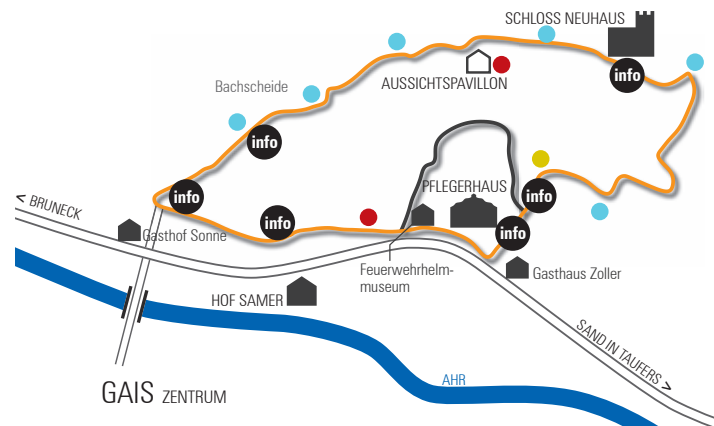 SCHLOSS NEUHAUS
info
AUSSICHTSPAVILLON
Bachscheide
info
PFLEGERHAUS
info
info
< BRUNECK
info
info
Gasthof Sonne
Feuerwehrhelm-
museum
Gasthaus Zoller
HOF SAMER
SAND IN TAUFERS >
AHR
GAIS ZENTRUM